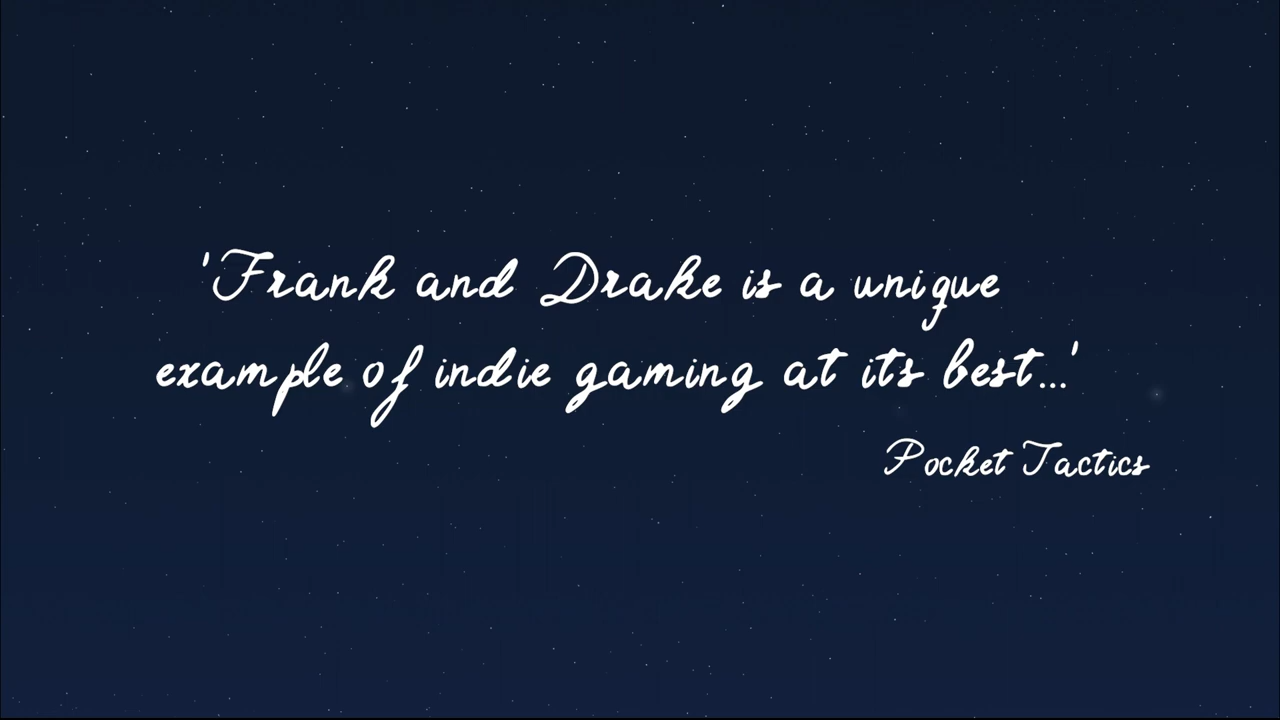 'Frank and Drake is a unique
example of indie gaming at its best...'
Pocket Tactics